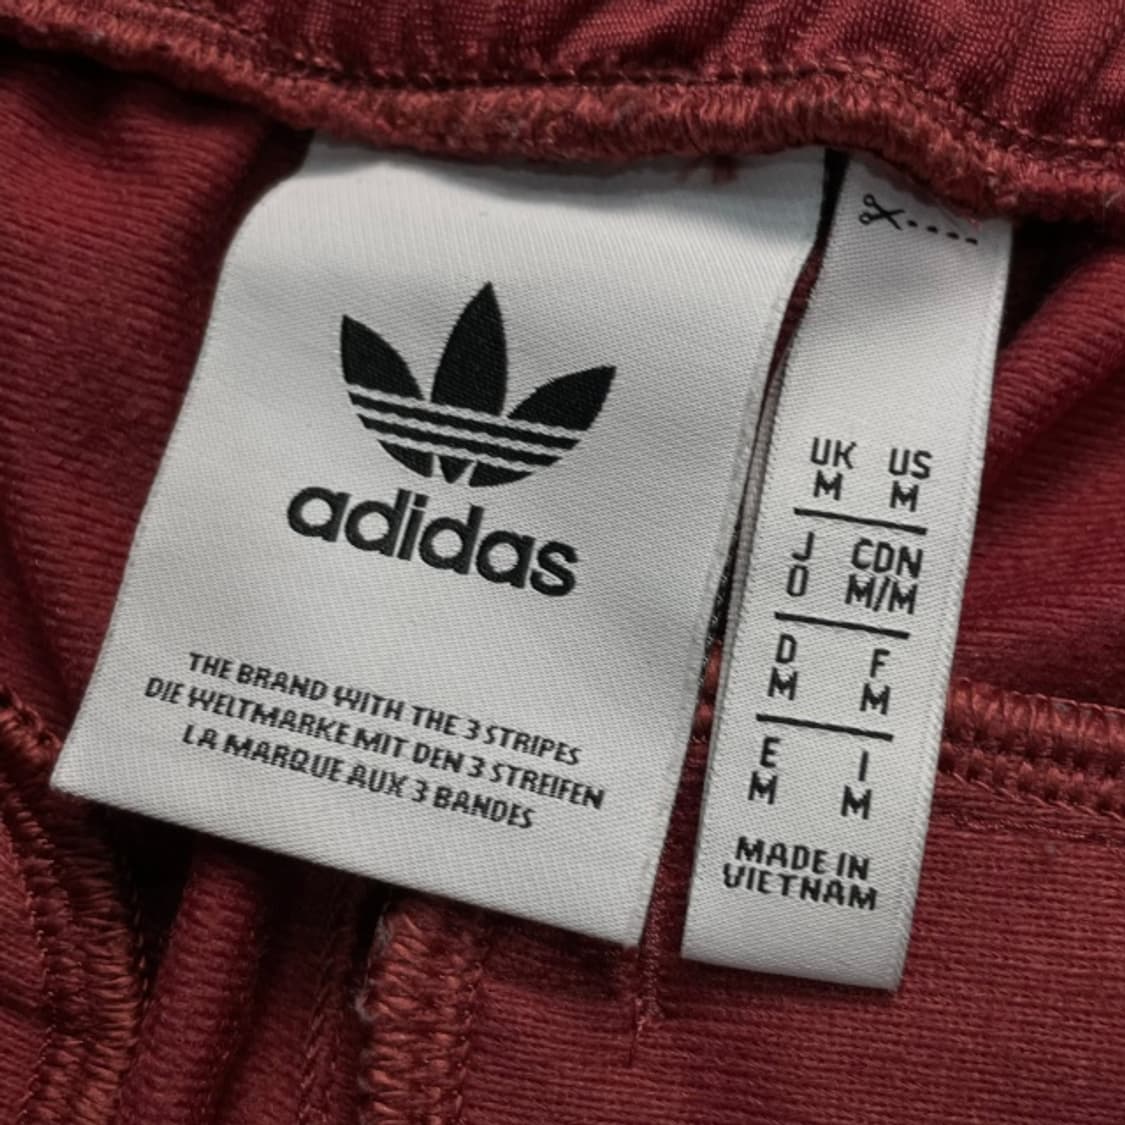 adidas
THE BRAND WITH THE 3 STRIPES
DIE WELTMARKE MIT DEN 3 STREIFEN
LA MARQUE AUX 3 BANDES
UK US
M M
J CDN
O M/M
D F
M M
E I
M M
MADE IN
VIETNAM